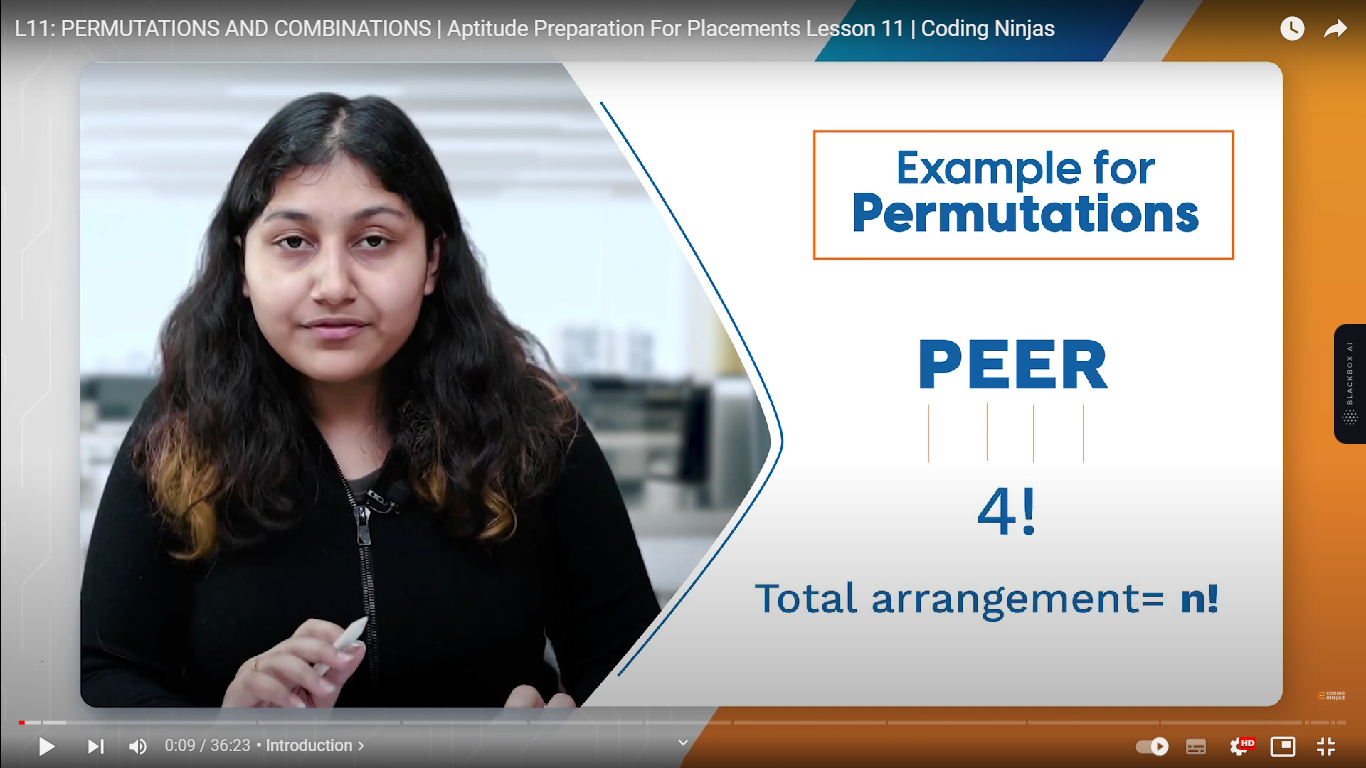 L11: PERMUTATIONS AND COMBINATIONS | Aptitude Preparation For Placements Lesson 11 | Coding Ninjas
Example for
Permutations
PEER
4!
Total arrangement= n!
BLACKBOX AI
CODING
NINJAS
0:09 / 36:23 • Introduction >
HD